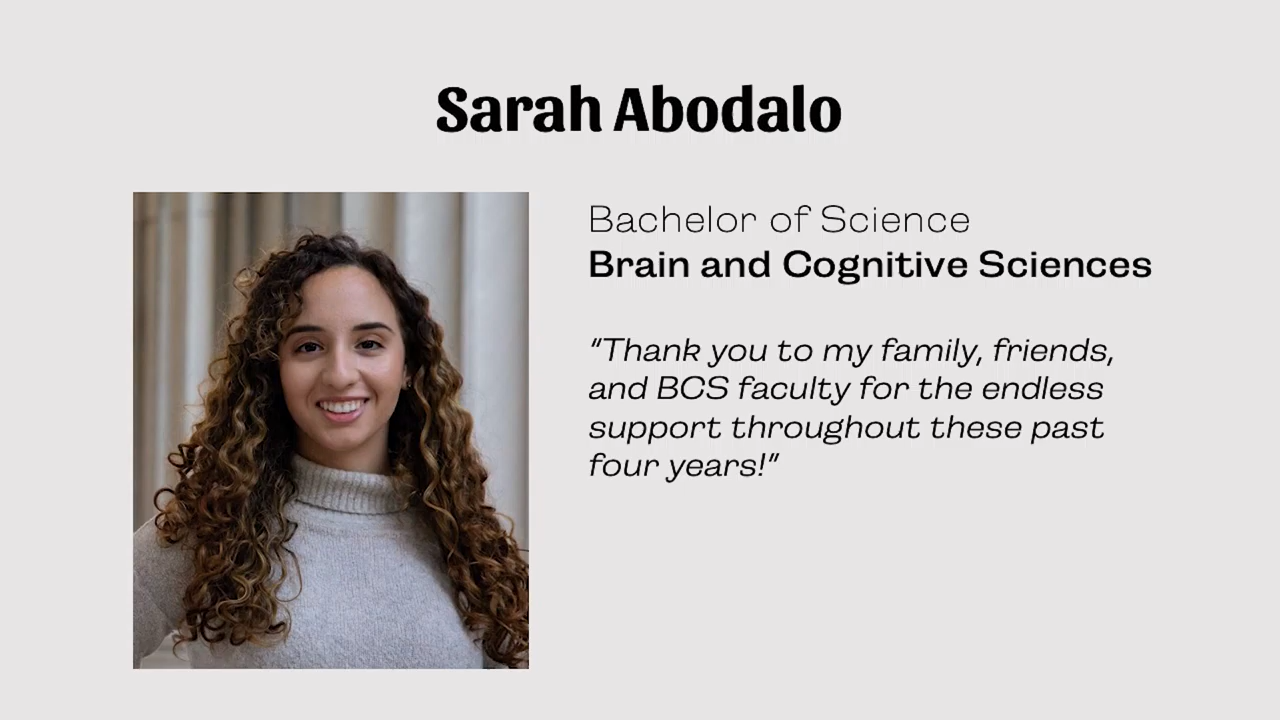 Sarah Abodalo
Bachelor of Science
Brain and Cognitive Sciences
“Thank you to my family, friends,
and BCS faculty for the endless
support throughout these past
four years!”